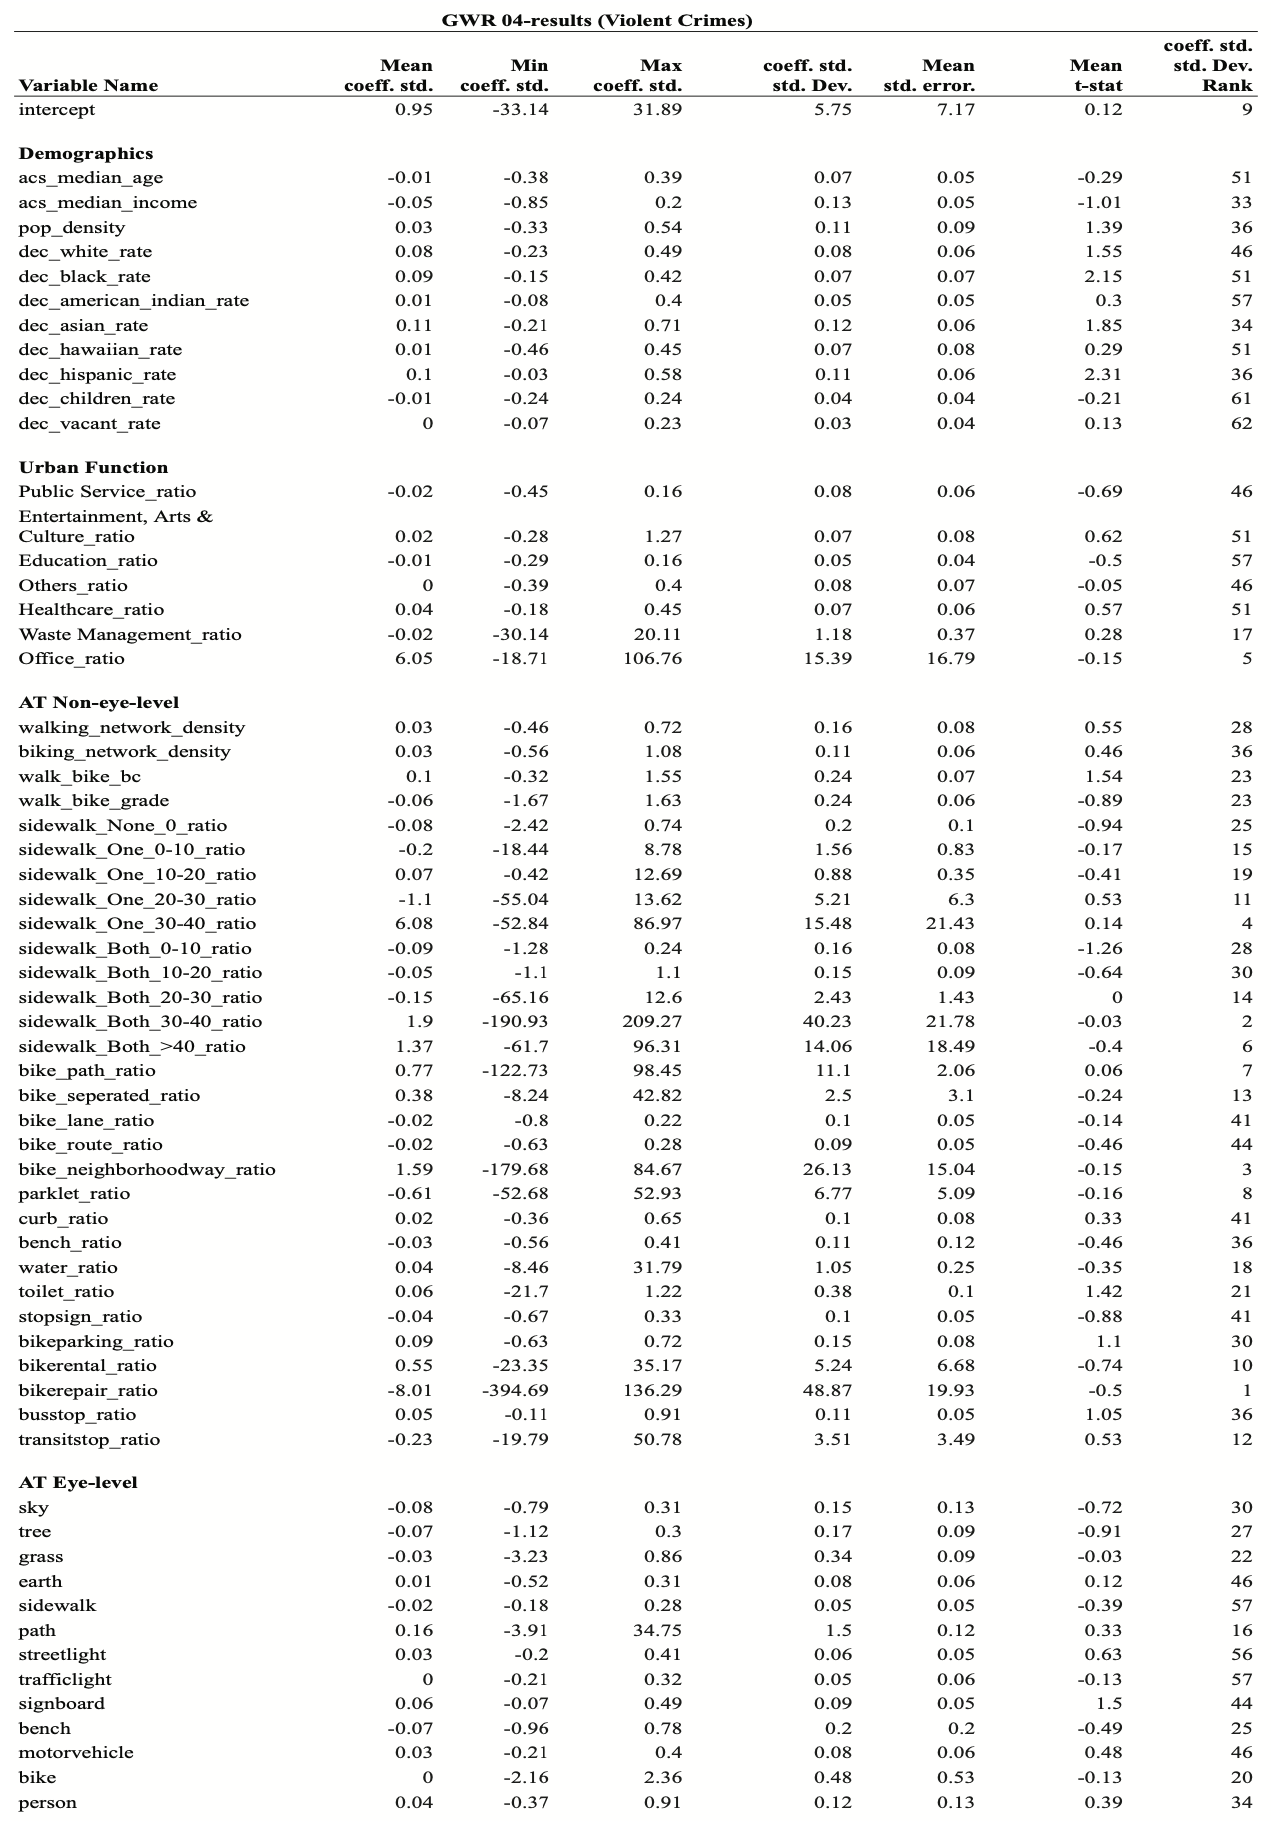 GWR 04-results (Violent Crimes)
Variable Name Mean coeff. std. Min coeff. std. Max coeff. std. coeff. std. std. Dev. Mean std. error. Mean t-stat coeff. std. std. Dev. Rank
intercept 0.95 -33.14 31.89 5.75 7.17 0.12 9
Demographics
acs_median_age -0.01 -0.38 0.39 0.07 0.05 -0.29 51
acs_median_income -0.05 -0.85 0.2 0.13 0.05 -1.01 33
pop_density 0.03 -0.33 0.54 0.11 0.09 1.39 36
dec_white_rate 0.08 -0.23 0.49 0.08 0.06 1.55 46
dec_black_rate 0.09 -0.15 0.42 0.07 0.07 2.15 51
dec_american_indian_rate 0.01 -0.08 0.4 0.05 0.05 0.3 57
dec_asian_rate 0.11 -0.21 0.71 0.12 0.06 1.85 34
dec_hawaiian_rate 0.01 -0.46 0.45 0.07 0.08 0.29 51
dec_hispanic_rate 0.1 -0.03 0.58 0.11 0.06 2.31 36
dec_children_rate -0.01 -0.24 0.24 0.04 0.04 -0.21 61
dec_vacant_rate 0 -0.07 0.23 0.03 0.04 0.13 62
Urban Function
Public Service_ratio -0.02 -0.45 0.16 0.08 0.06 -0.69 46
Entertainment, Arts &
Culture_ratio 0.02 -0.28 1.27 0.07 0.08 0.62 51
Education_ratio -0.01 -0.29 0.16 0.05 0.04 -0.5 57
Others_ratio 0 -0.39 0.4 0.08 0.07 -0.05 46
Healthcare_ratio 0.04 -0.18 0.45 0.07 0.06 0.57 51
Waste Management_ratio -0.02 -30.14 20.11 1.18 0.37 0.28 17
Office_ratio 6.05 -18.71 106.76 15.39 16.79 -0.15 5
AT Non-eye-level
walking_network_density 0.03 -0.46 0.72 0.16 0.08 0.55 28
biking_network_density 0.03 -0.56 1.08 0.11 0.06 0.46 36
walk_bike_bc 0.1 -0.32 1.55 0.24 0.07 1.54 23
walk_bike_grade -0.06 -1.67 1.63 0.24 0.06 -0.89 23
sidewalk_None_0_ratio -0.08 -2.42 0.74 0.2 0.1 -0.94 25
sidewalk_One_0-10_ratio -0.2 -18.44 8.78 1.56 0.83 -0.17 15
sidewalk_One_10-20_ratio 0.07 -0.42 12.69 0.88 0.35 -0.41 19
sidewalk_One_20-30_ratio -1.1 -55.04 13.62 5.21 6.3 0.53 11
sidewalk_One_30-40_ratio 6.08 -52.84 86.97 15.48 21.43 0.14 4
sidewalk_Both_0-10_ratio -0.09 -1.28 0.24 0.16 0.08 -1.26 28
sidewalk_Both_10-20_ratio -0.05 -1.1 1.1 0.15 0.09 -0.64 30
sidewalk_Both_20-30_ratio -0.15 -65.16 12.6 2.43 1.43 0 14
sidewalk_Both_30-40_ratio 1.9 -190.93 209.27 40.23 21.78 -0.03 2
sidewalk_Both_>40_ratio 1.37 -61.7 96.31 14.06 18.49 -0.4 6
bike_path_ratio 0.77 -122.73 98.45 11.1 2.06 0.06 7
bike_seperated_ratio 0.38 -8.24 42.82 2.5 3.1 -0.24 13
bike_lane_ratio -0.02 -0.8 0.22 0.1 0.05 -0.14 41
bike_route_ratio -0.02 -0.63 0.28 0.09 0.05 -0.46 44
bike_neighborhoodway_ratio 1.59 -179.68 84.67 26.13 15.04 -0.15 3
parklet_ratio -0.61 -52.68 52.93 6.77 5.09 -0.16 8
curb_ratio 0.02 -0.36 0.65 0.1 0.08 0.33 41
bench_ratio -0.03 -0.56 0.41 0.11 0.12 -0.46 36
water_ratio 0.04 -8.46 31.79 1.05 0.25 -0.35 18
toilet_ratio 0.06 -21.7 1.22 0.38 0.1 1.42 21
stopsign_ratio -0.04 -0.67 0.33 0.1 0.05 -0.88 41
bikeparking_ratio 0.09 -0.63 0.72 0.15 0.08 1.1 30
bikerental_ratio 0.55 -23.35 35.17 5.24 6.68 -0.74 10
bikerepair_ratio -8.01 -394.69 136.29 48.87 19.93 -0.5 1
busstop_ratio 0.05 -0.11 0.91 0.11 0.05 1.05 36
transitstop_ratio -0.23 -19.79 50.78 3.51 3.49 0.53 12
AT Eye-level
sky -0.08 -0.79 0.31 0.15 0.13 -0.72 30
tree -0.07 -1.12 0.3 0.17 0.09 -0.91 27
grass -0.03 -3.23 0.86 0.34 0.09 -0.03 22
earth 0.01 -0.52 0.31 0.08 0.06 0.12 46
sidewalk -0.02 -0.18 0.28 0.05 0.05 -0.39 57
path 0.16 -3.91 34.75 1.5 0.12 0.33 16
streetlight 0.03 -0.2 0.41 0.06 0.05 0.63 56
trafficlight 0 -0.21 0.32 0.05 0.06 -0.13 57
signboard 0.06 -0.07 0.49 0.09 0.05 1.5 44
bench -0.07 -0.96 0.78 0.2 0.2 -0.49 25
motorvehicle 0.03 -0.21 0.4 0.08 0.06 0.48 46
bike 0 -2.16 2.36 0.48 0.53 -0.13 20
person 0.04 -0.37 0.91 0.12 0.13 0.39 34